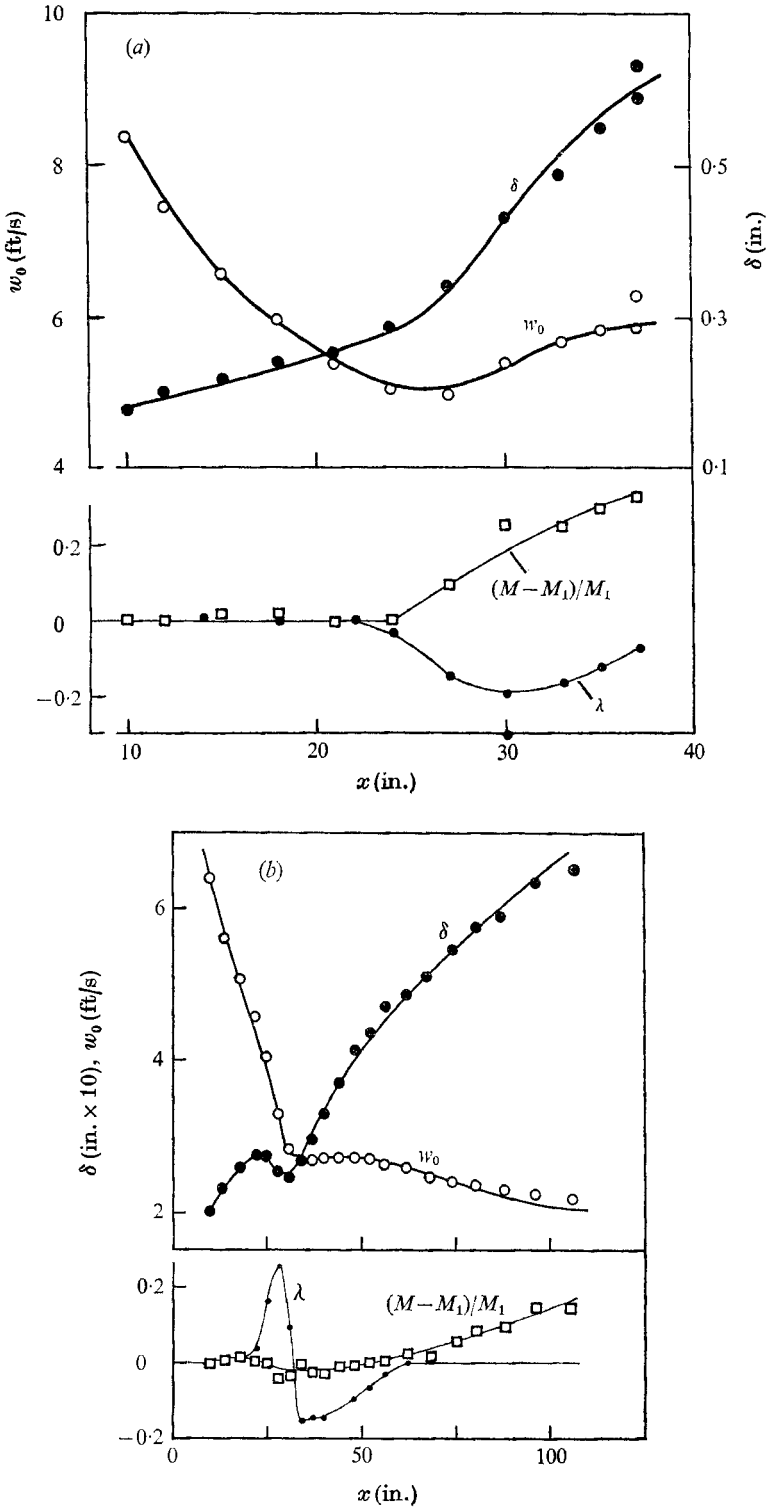 10
(a)
8
0·5
δ
w₀ (ft/s)
δ (in.)
6
w₀
0·3
4
0·1
0·2
(M−M₁)/M₁
0
−0·2
λ
10
20
30
40
x (in.)
(b)
6
δ
δ (in. × 10), w₀ (ft/s)
4
w₀
2
0·2
λ
(M−M₁)/M₁
0
−0·2
0
50
100
x (in.)